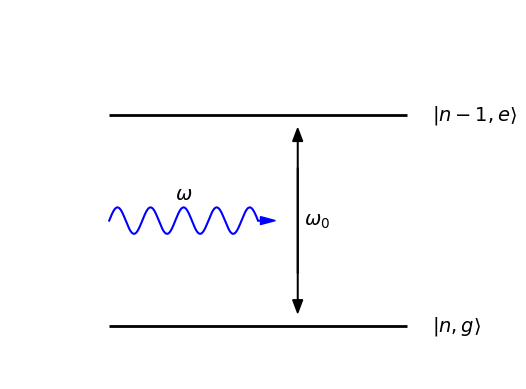 |n − 1, e⟩
ω
ω₀
|n, g⟩